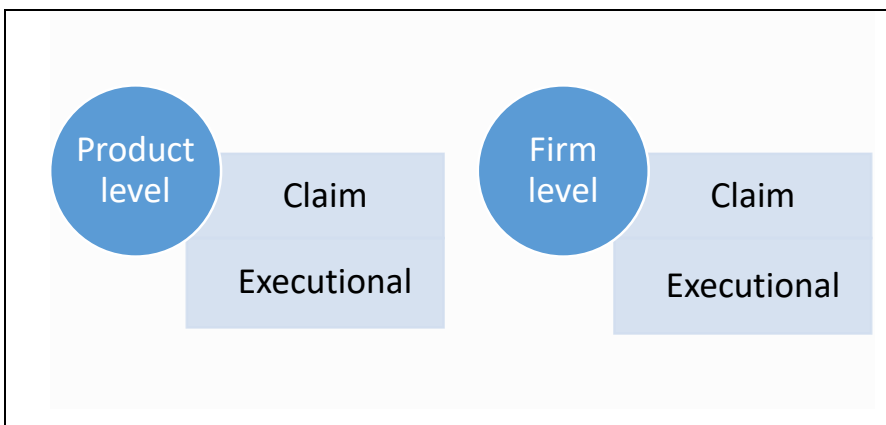 Product
level
Claim
Executional
Firm
level
Claim
Executional